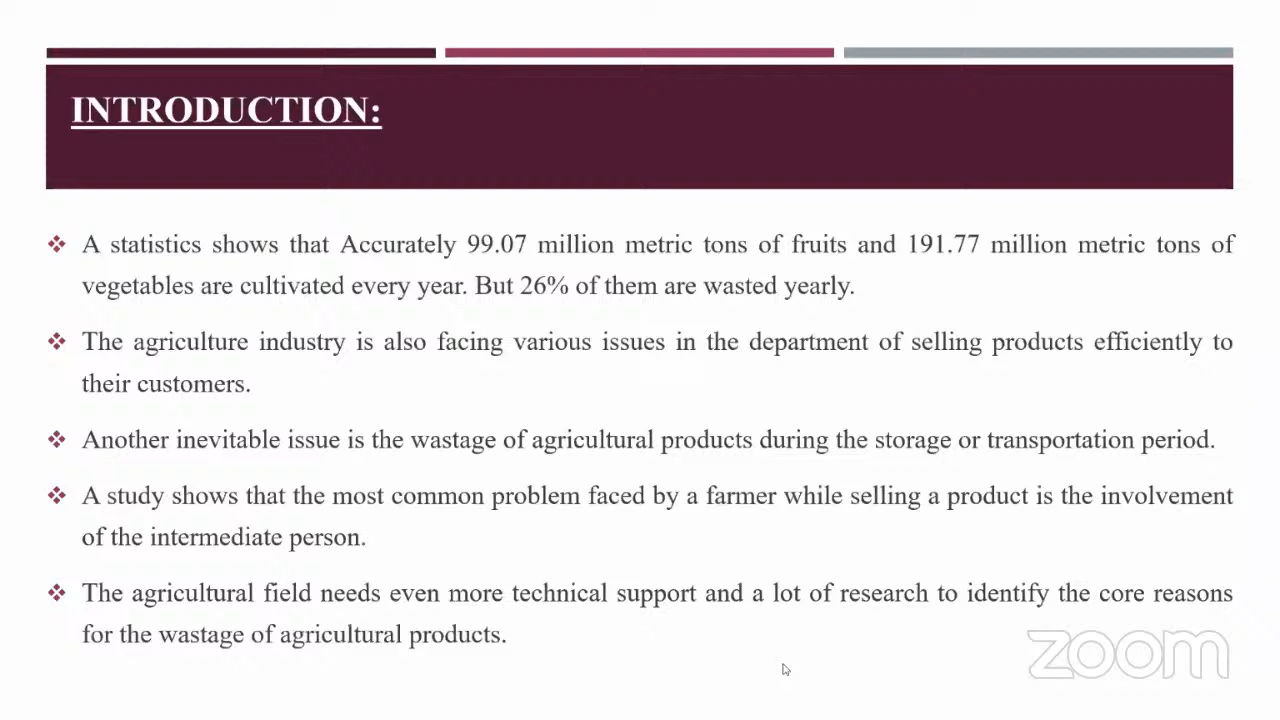 INTRODUCTION:
A statistics shows that Accurately 99.07 million metric tons of fruits and 191.77 million metric tons of
vegetables are cultivated every year. But 26% of them are wasted yearly.
The agriculture industry is also facing various issues in the department of selling products efficiently to
their customers.
Another inevitable issue is the wastage of agricultural products during the storage or transportation period.
A study shows that the most common problem faced by a farmer while selling a product is the involvement
of the intermediate person.
The agricultural field needs even more technical support and a lot of research to identify the core reasons
for the wastage of agricultural products.
zoom